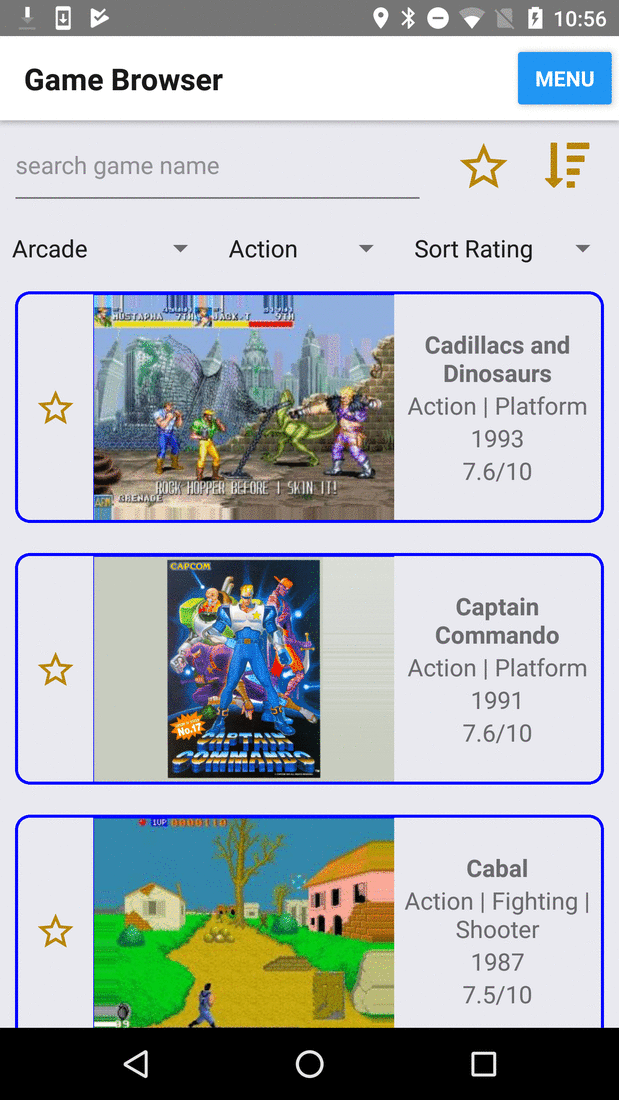 10:56
Game Browser
MENU
search game name
Arcade
Action
Sort Rating
MUSTAPHA 9TH JACK.T 9TH
ROCK HOPPER BEFORE I SKIN IT!
GRENADE
Cadillacs and
Dinosaurs
Action | Platform
1993
7.6/10
CAPCOM
No.17
CAPTAIN
COMMANDO
Captain
Commando
Action | Platform
1991
7.6/10
1UP
Cabal
Action | Fighting |
Shooter
1987
7.5/10